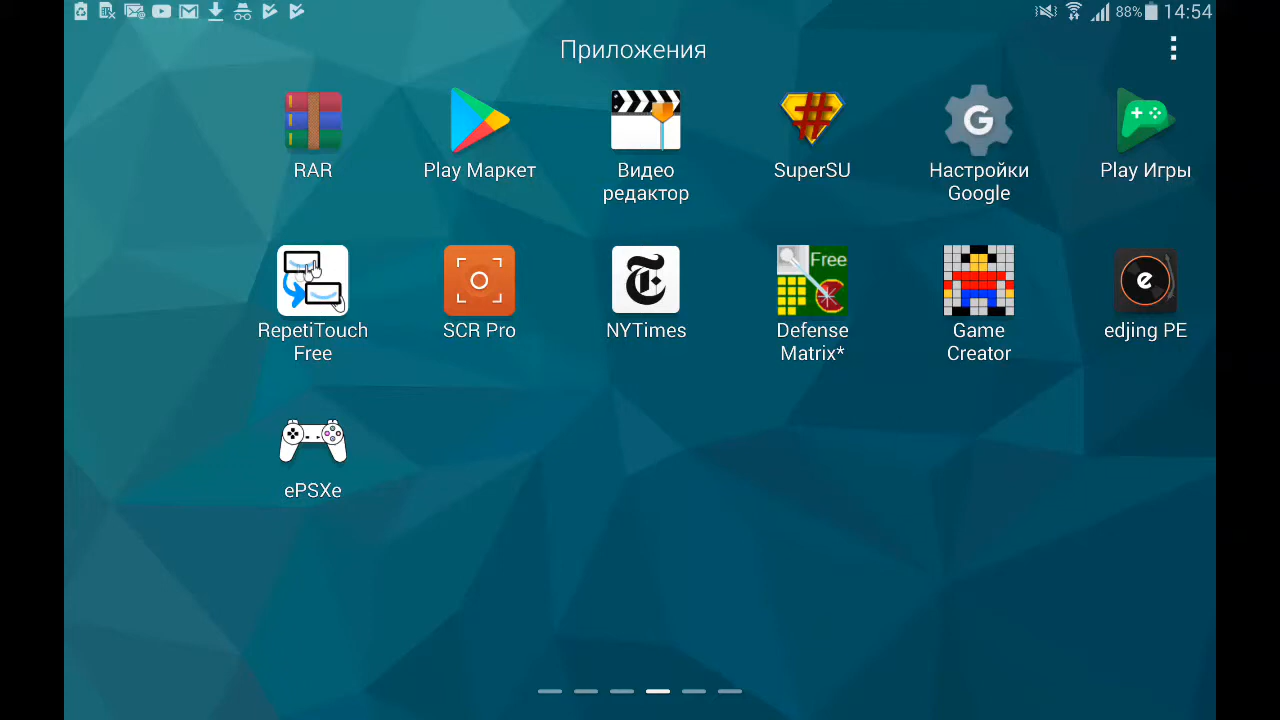 88% 14:54
Приложения
RAR
Play Маркет
Видео
редактор
SuperSU
Настройки
Google
Play Игры
RepetiTouch
Free
SCR Pro
NYTimes
Free
Defense
Matrix*
Game
Creator
edjing PE
ePSXe